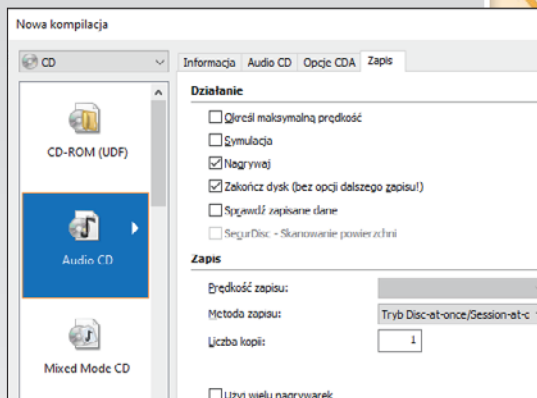 Nowa kompilacja
CD
Informacja Audio CD Opcje CDA Zapis
Działanie
Określ maksymalną prędkość
Symulacja
Nagrywaj
Zakończ dysk (bez opcji dalszego zapisu!)
Sprawdź zapisane dane
SecurDisc - Skanowanie powierzchni
CD-ROM (UDF)
Audio CD
Mixed Mode CD
Zapis
Prędkość zapisu:
Metoda zapisu: Tryb Disc-at-once/Session-at-c
Liczba kopii: 1
Użyj wielu nagrywarek